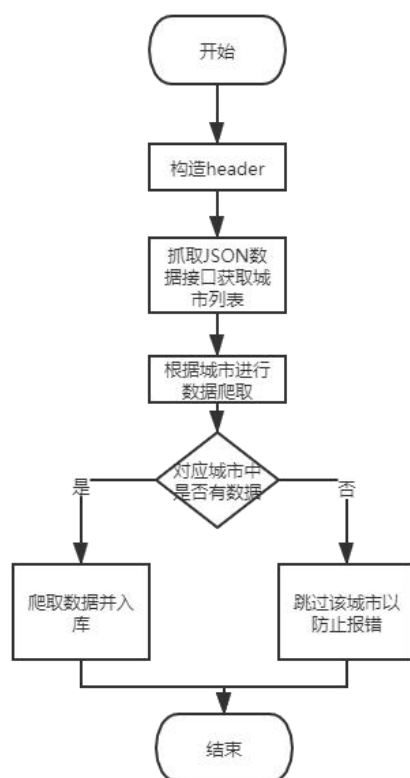 开始
构造header
抓取JSON数
据接口获取城
市列表
根据城市进行
数据爬取
对应城市中
是否有数据
是
否
爬取数据并入
库
跳过该城市以
防止报错
结束